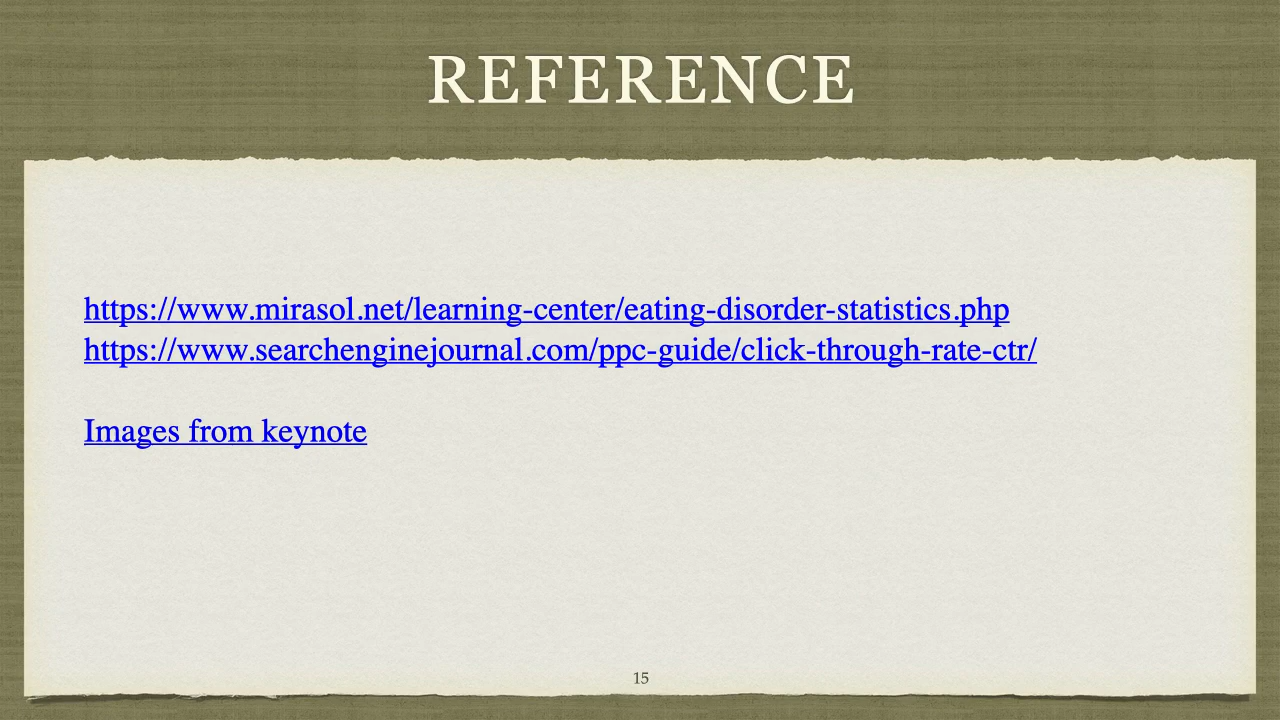 REFERENCE
https://www.mirasol.net/learning-center/eating-disorder-statistics.php
https://www.searchenginejournal.com/ppc-guide/click-through-rate-ctr/
Images from keynote
15